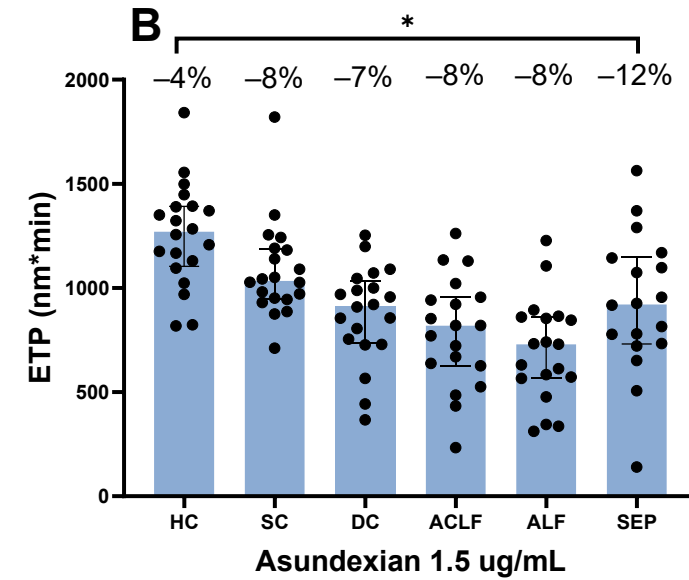 B
*
–4% –8% –7% –8% –8% –12%
ETP (nm*min)
2000
1500
1000
500
0
HC SC DC ACLF ALF SEP
Asundexian 1.5 ug/mL